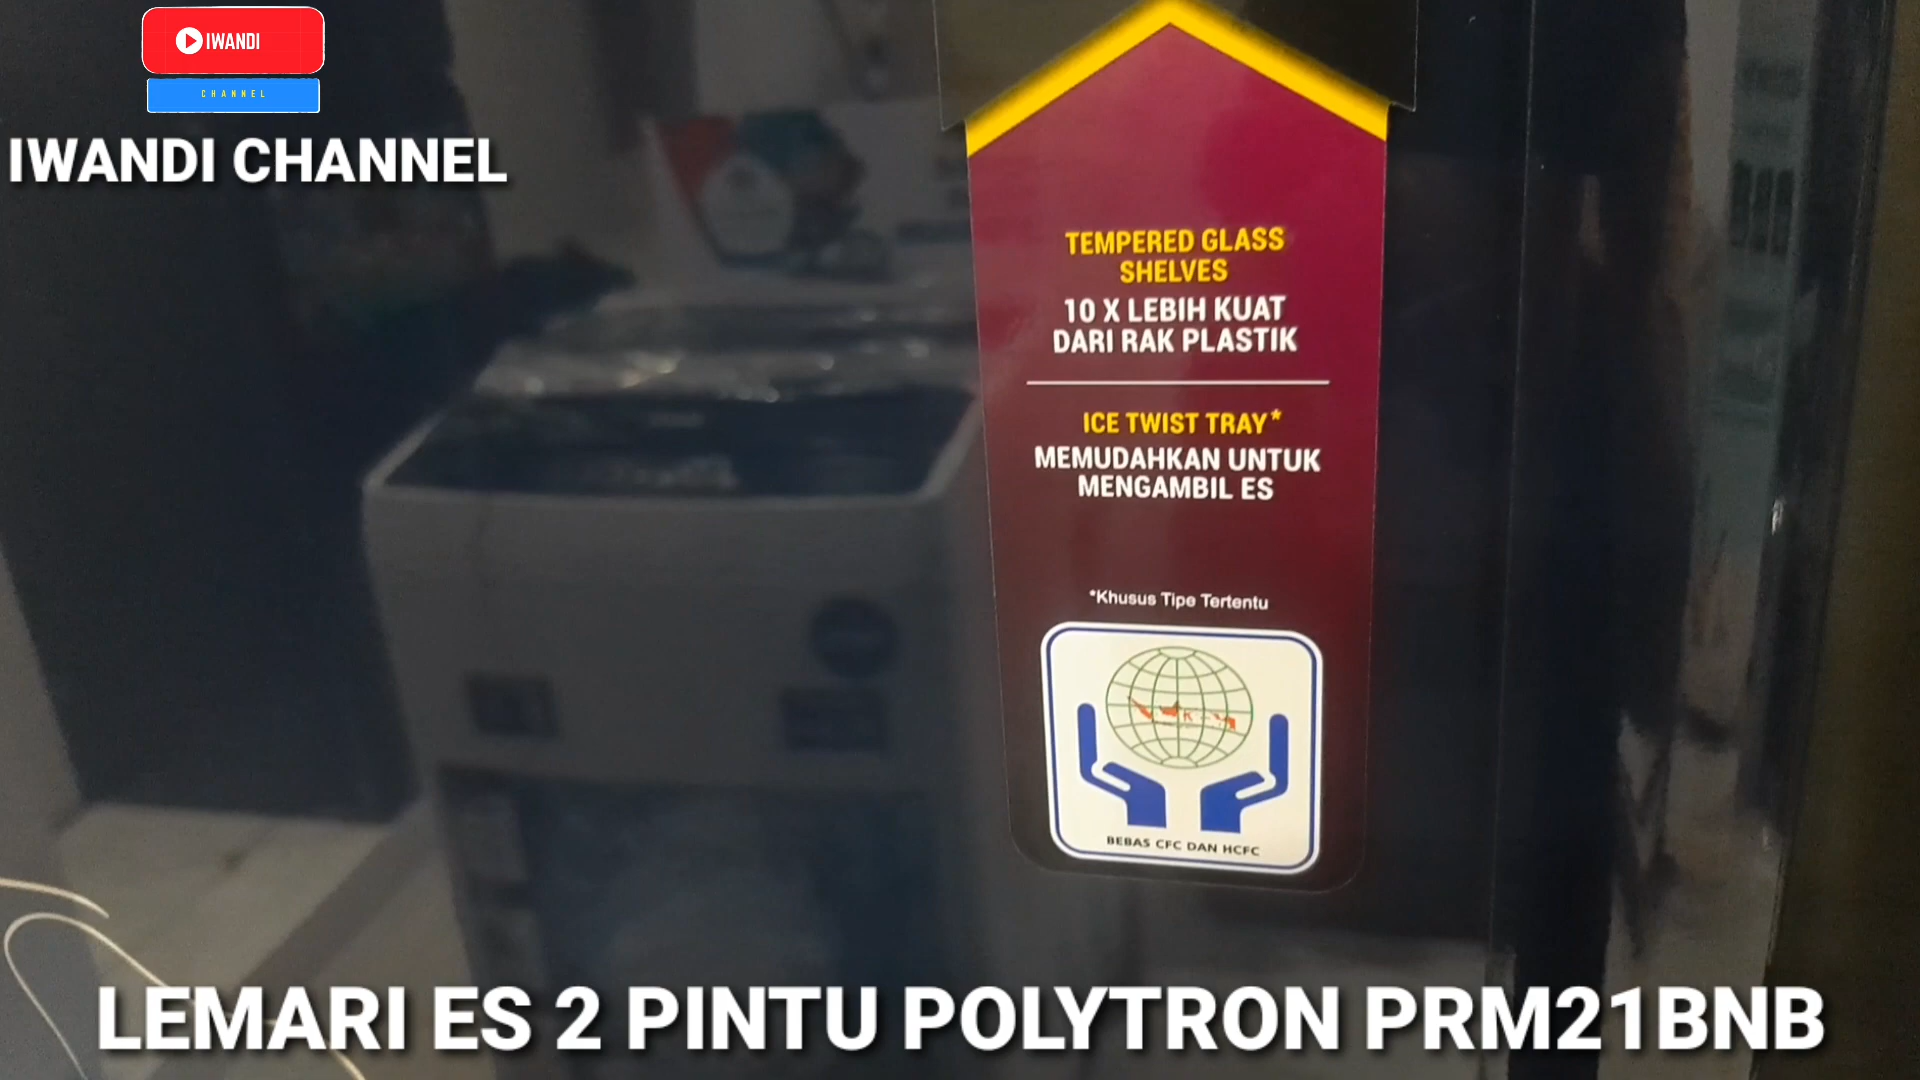 IWANDI
CHANNEL
IWANDI CHANNEL
TEMPERED GLASS
SHELVES
10 X LEBIH KUAT
DARI RAK PLASTIK
ICE TWIST TRAY*
MEMUDAHKAN UNTUK
MENGAMBIL ES
*Khusus Tipe Tertentu
BEBAS CFC DAN HCFC
LEMARI ES 2 PINTU POLYTRON PRM21BNB